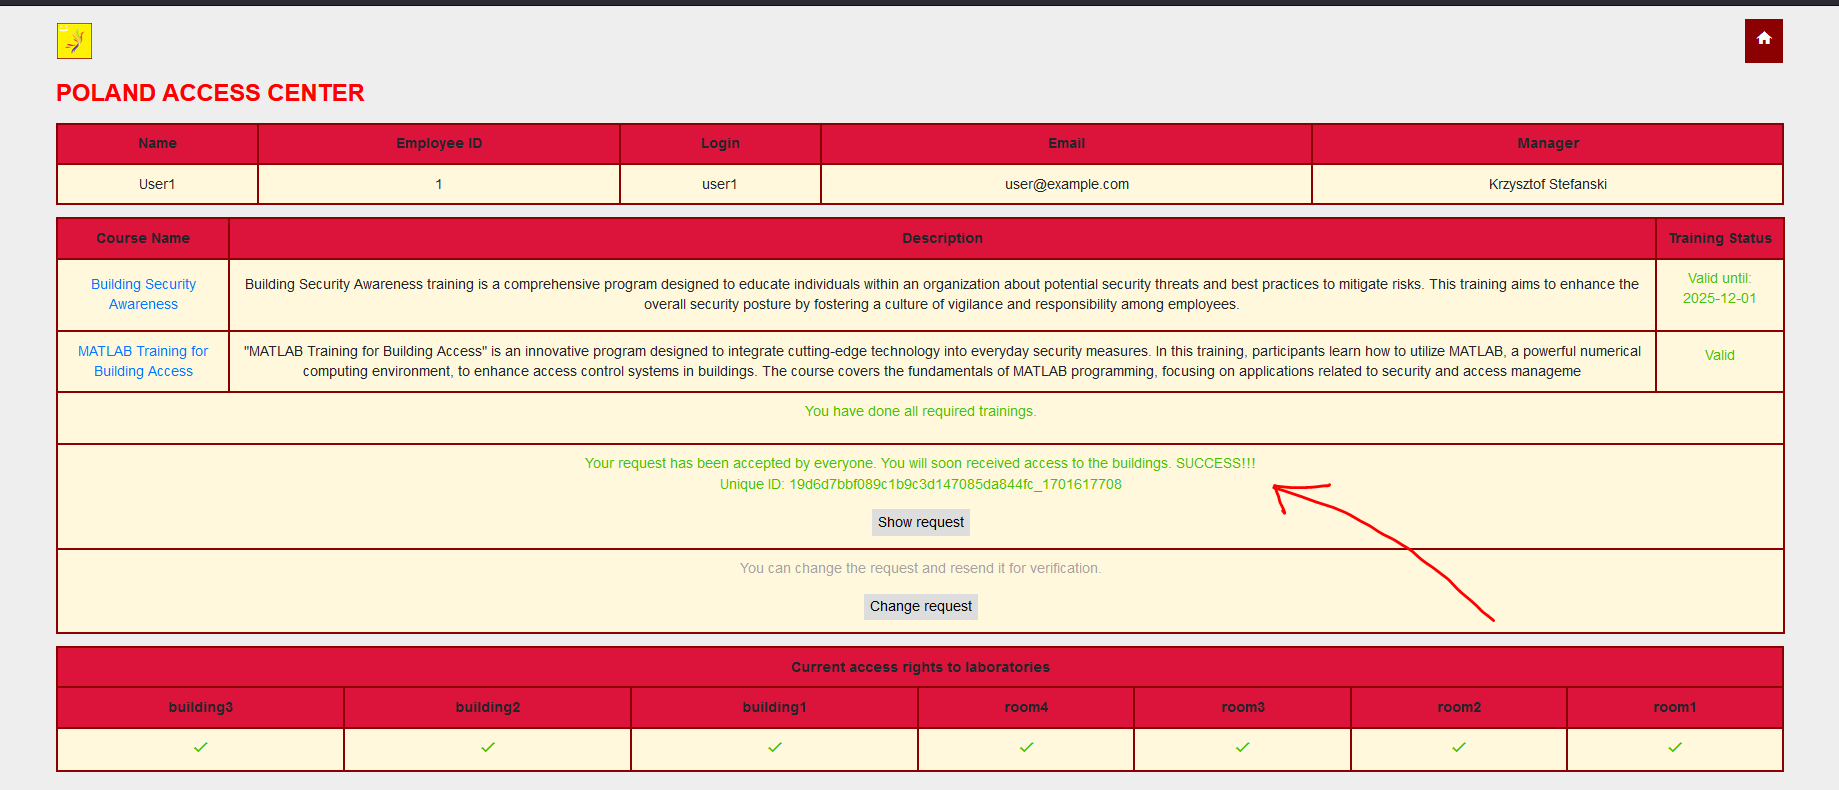 POLAND ACCESS CENTER
Name Employee ID Login Email Manager
User1 1 user1 user@example.com Krzysztof Stefanski
Course Name Description Training Status
Building Security
Awareness
Building Security Awareness training is a comprehensive program designed to educate individuals within an organization about potential security threats and best practices to mitigate risks. This training aims to enhance the
overall security posture by fostering a culture of vigilance and responsibility among employees.
Valid until:
2025-12-01
MATLAB Training for
Building Access
"MATLAB Training for Building Access" is an innovative program designed to integrate cutting-edge technology into everyday security measures. In this training, participants learn how to utilize MATLAB, a powerful numerical
computing environment, to enhance access control systems in buildings. The course covers the fundamentals of MATLAB programming, focusing on applications related to security and access manageme
Valid
You have done all required trainings.
Your request has been accepted by everyone. You will soon received access to the buildings. SUCCESS!!!
Unique ID: 19d6d7bbf089c1b9c3d147085da844fc_1701617708
Show request
You can change the request and resend it for verification.
Change request
Current access rights to laboratories
building3 building2 building1 room4 room3 room2 room1